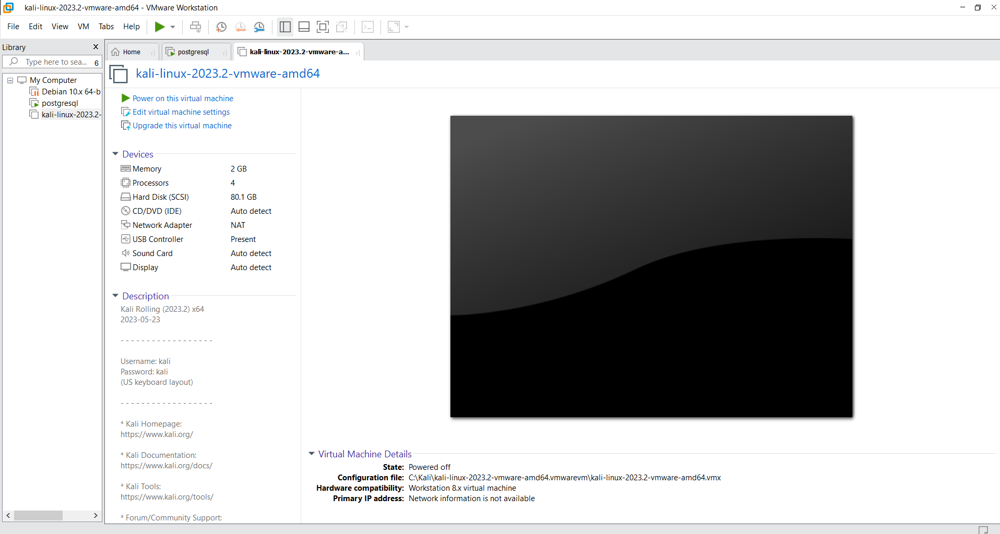 kali-linux-2023.2-vmware-amd64 - VMware Workstation
File Edit View VM Tabs Help
Library
Type here to sea...
My Computer
Debian 10.x 64-b
postgresql
kali-linux-2023.2-
Home
postgresql
kali-linux-2023.2-vmware-a...
kali-linux-2023.2-vmware-amd64
Power on this virtual machine
Edit virtual machine settings
Upgrade this virtual machine
Devices
Memory 2 GB
Processors 4
Hard Disk (SCSI) 80.1 GB
CD/DVD (IDE) Auto detect
Network Adapter NAT
USB Controller Present
Sound Card Auto detect
Display Auto detect
Description
Kali Rolling (2023.2) x64
2023-05-23
- - - - - - - - - - - - - - - - - -
Username: kali
Password: kali
(US keyboard layout)
- - - - - - - - - - - - - - - - - -
* Kali Homepage:
https://www.kali.org/
* Kali Documentation:
https://www.kali.org/docs/
* Kali Tools:
https://www.kali.org/tools/
* Forum/Community Support:
Virtual Machine Details
State: Powered off
Configuration file: C:\Kali\kali-linux-2023.2-vmware-amd64.vmwarevm\kali-linux-2023.2-vmware-amd64.vmx
Hardware compatibility: Workstation 8.x virtual machine
Primary IP address: Network information is not available